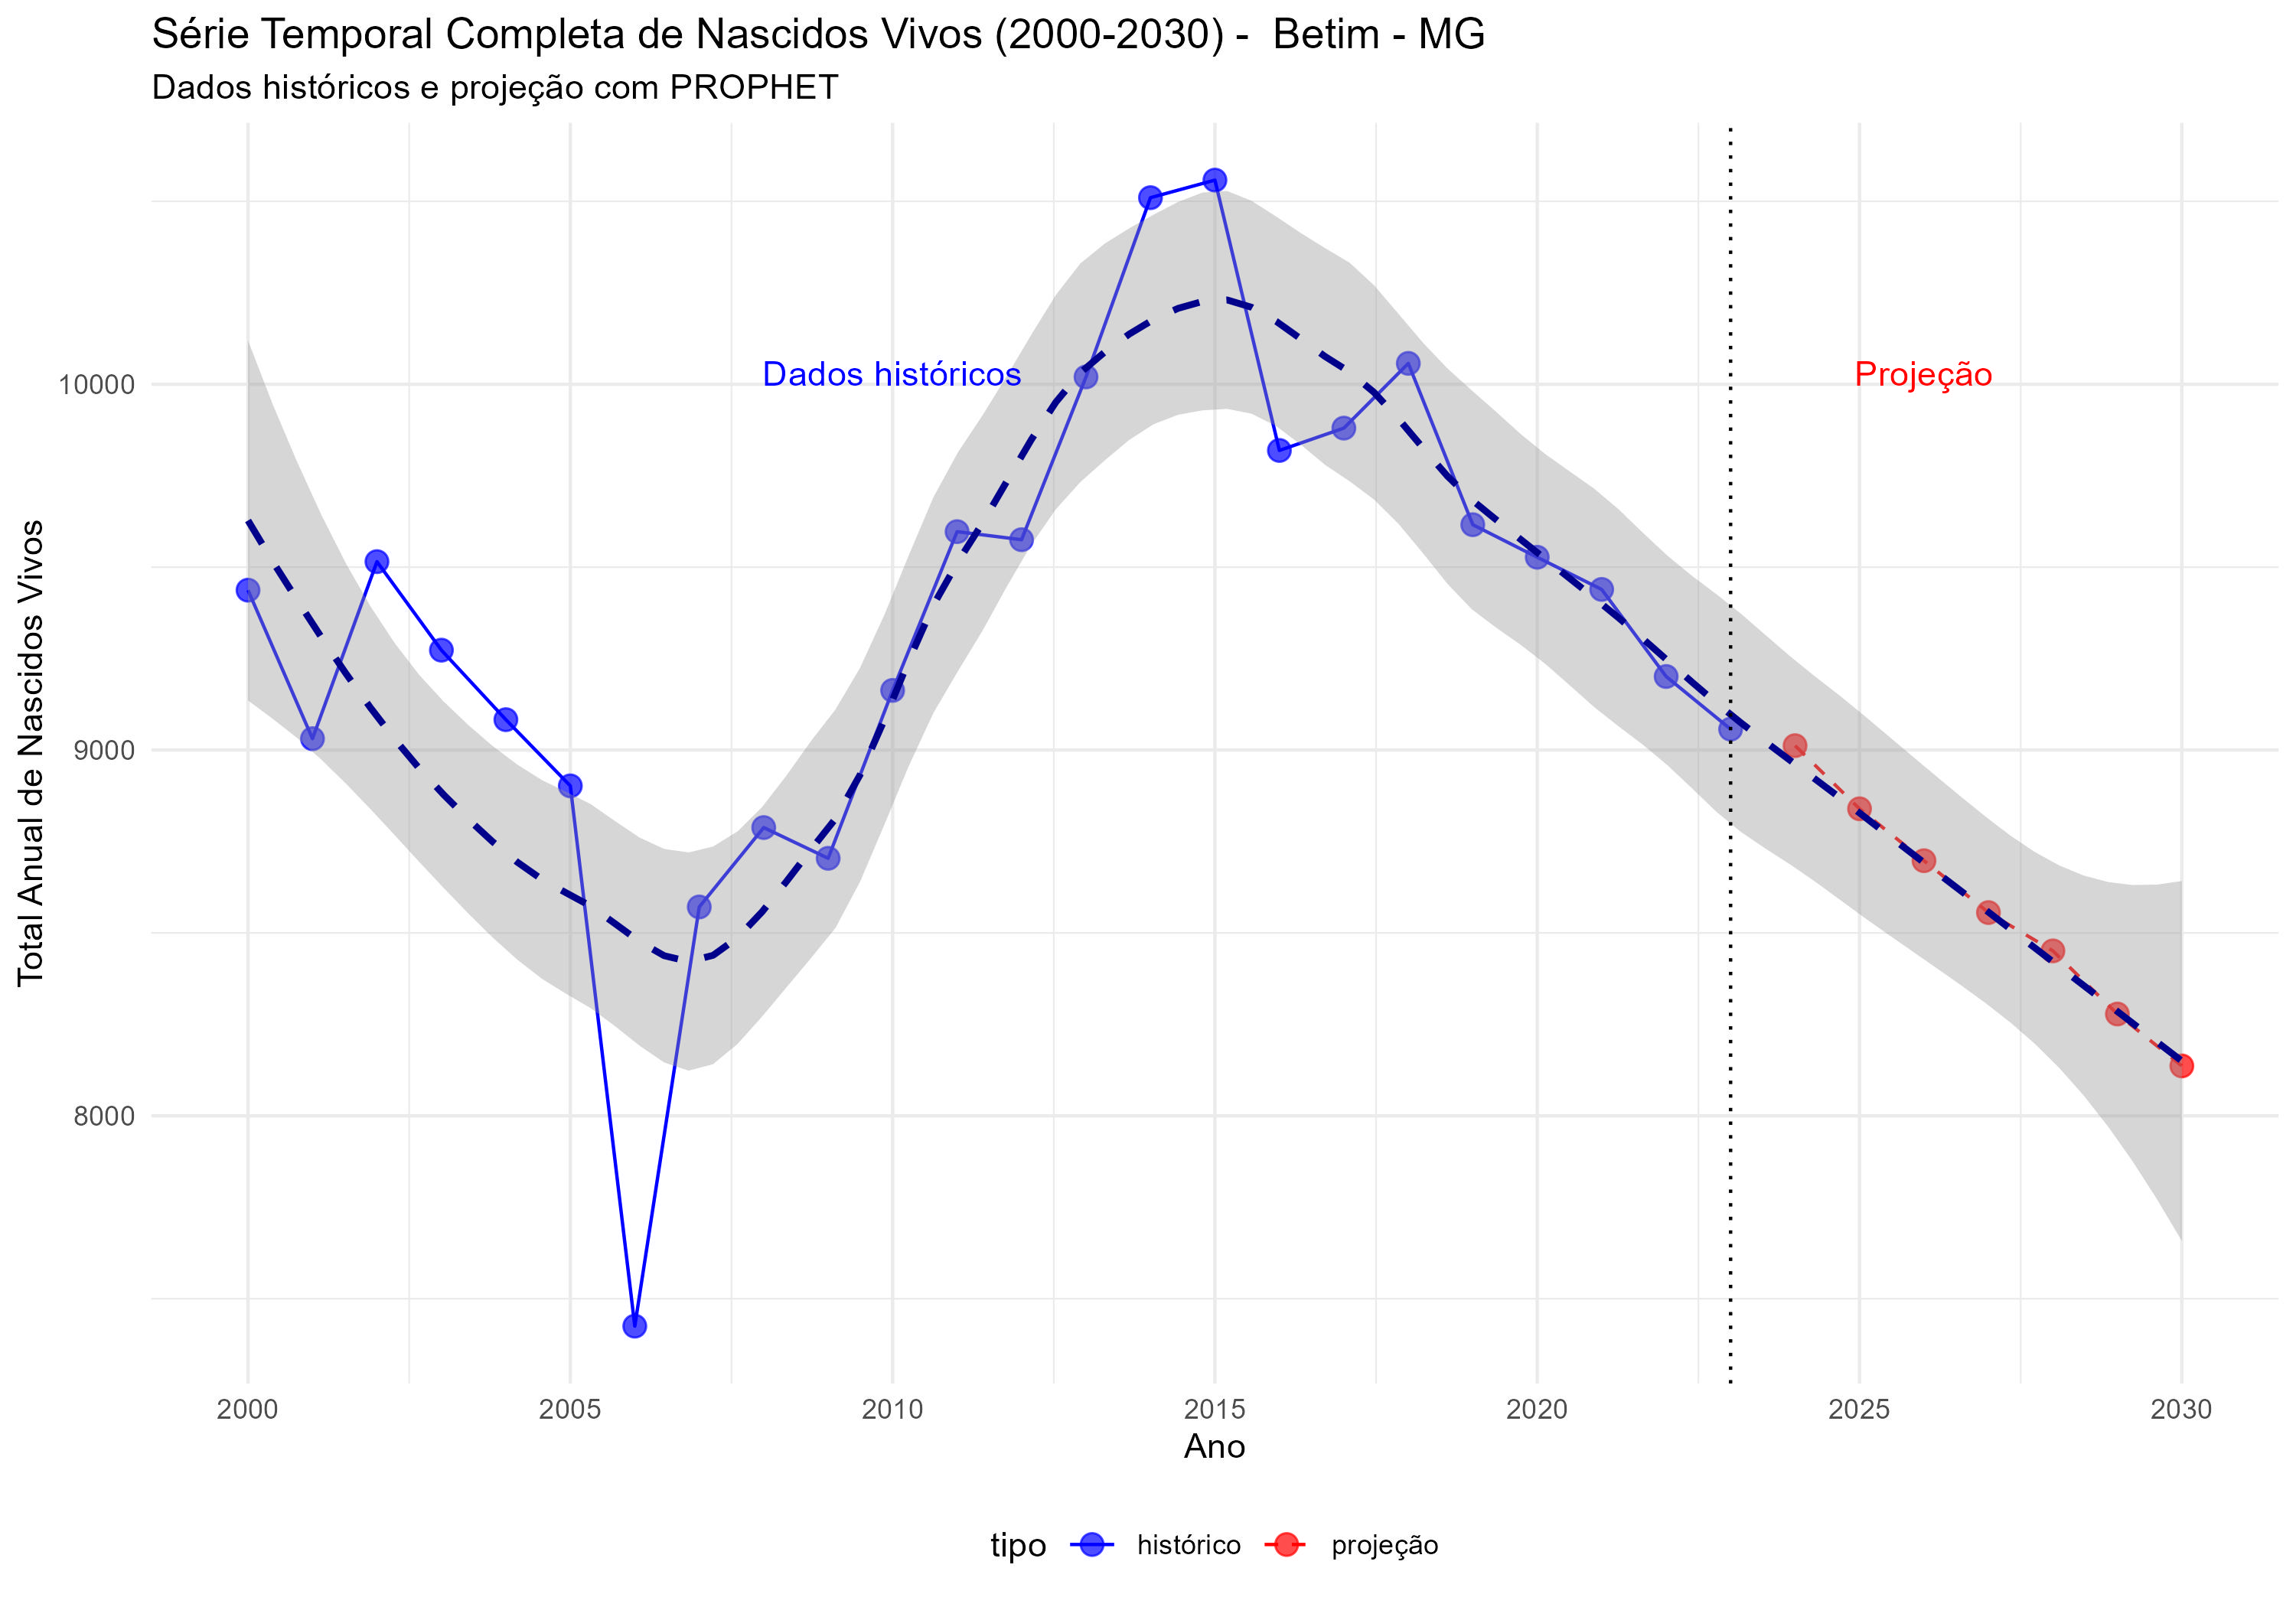 Série Temporal Completa de Nascidos Vivos (2000-2030) -  Betim - MG
Dados históricos e projeção com PROPHET
Total Anual de Nascidos Vivos
10000
9000
8000
Dados históricos
Projeção
2000 2005 2010 2015 2020 2025 2030
Ano
tipo histórico projeção